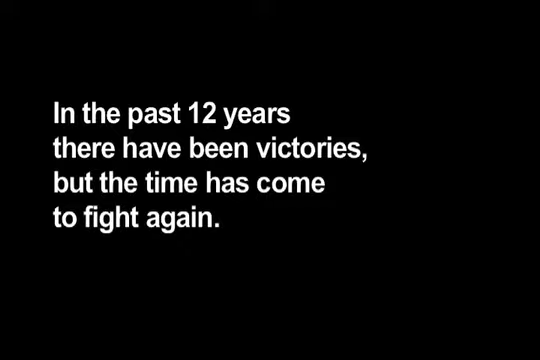 In the past 12 years
there have been victories,
but the time has come
to fight again.